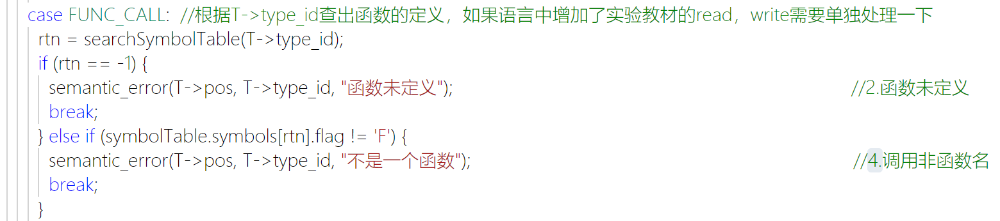 case FUNC_CALL:  //根据T->type_id查出函数的定义，如果语言中增加了实验教材的read，write需要单独处理一下
rtn = searchSymbolTable(T->type_id);
if (rtn == -1) {
semantic_error(T->pos, T->type_id, "函数未定义"); //2.函数未定义
break;
} else if (symbolTable.symbols[rtn].flag != 'F') {
semantic_error(T->pos, T->type_id, "不是一个函数"); //4.调用非函数名
break;
}